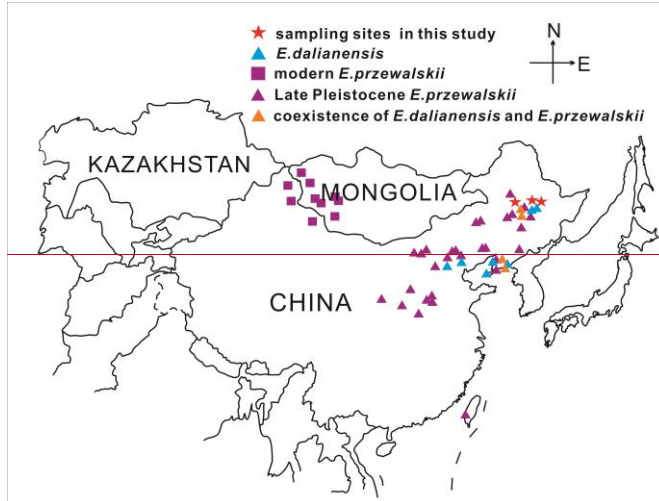 sampling sites in this study
E.dalianensis
modern E.przewalskii
Late Pleistocene E.przewalskii
coexistence of E.dalianensis and E.przewalskii
N
E
KAZAKHSTAN
MONGOLIA
CHINA